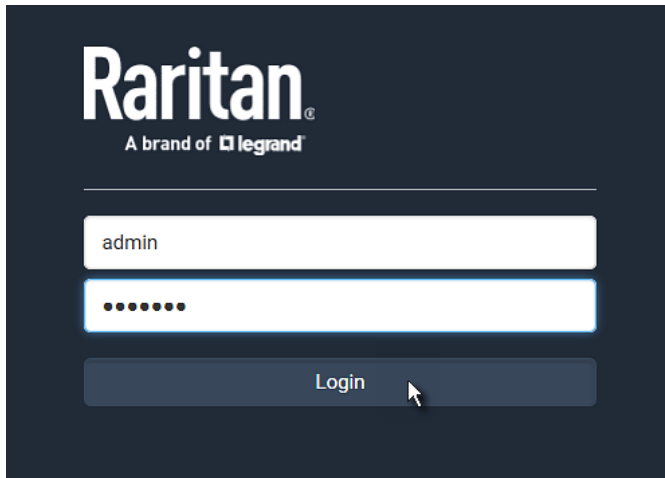 Raritan®
A brand of legrand®
admin
•••••••
Login